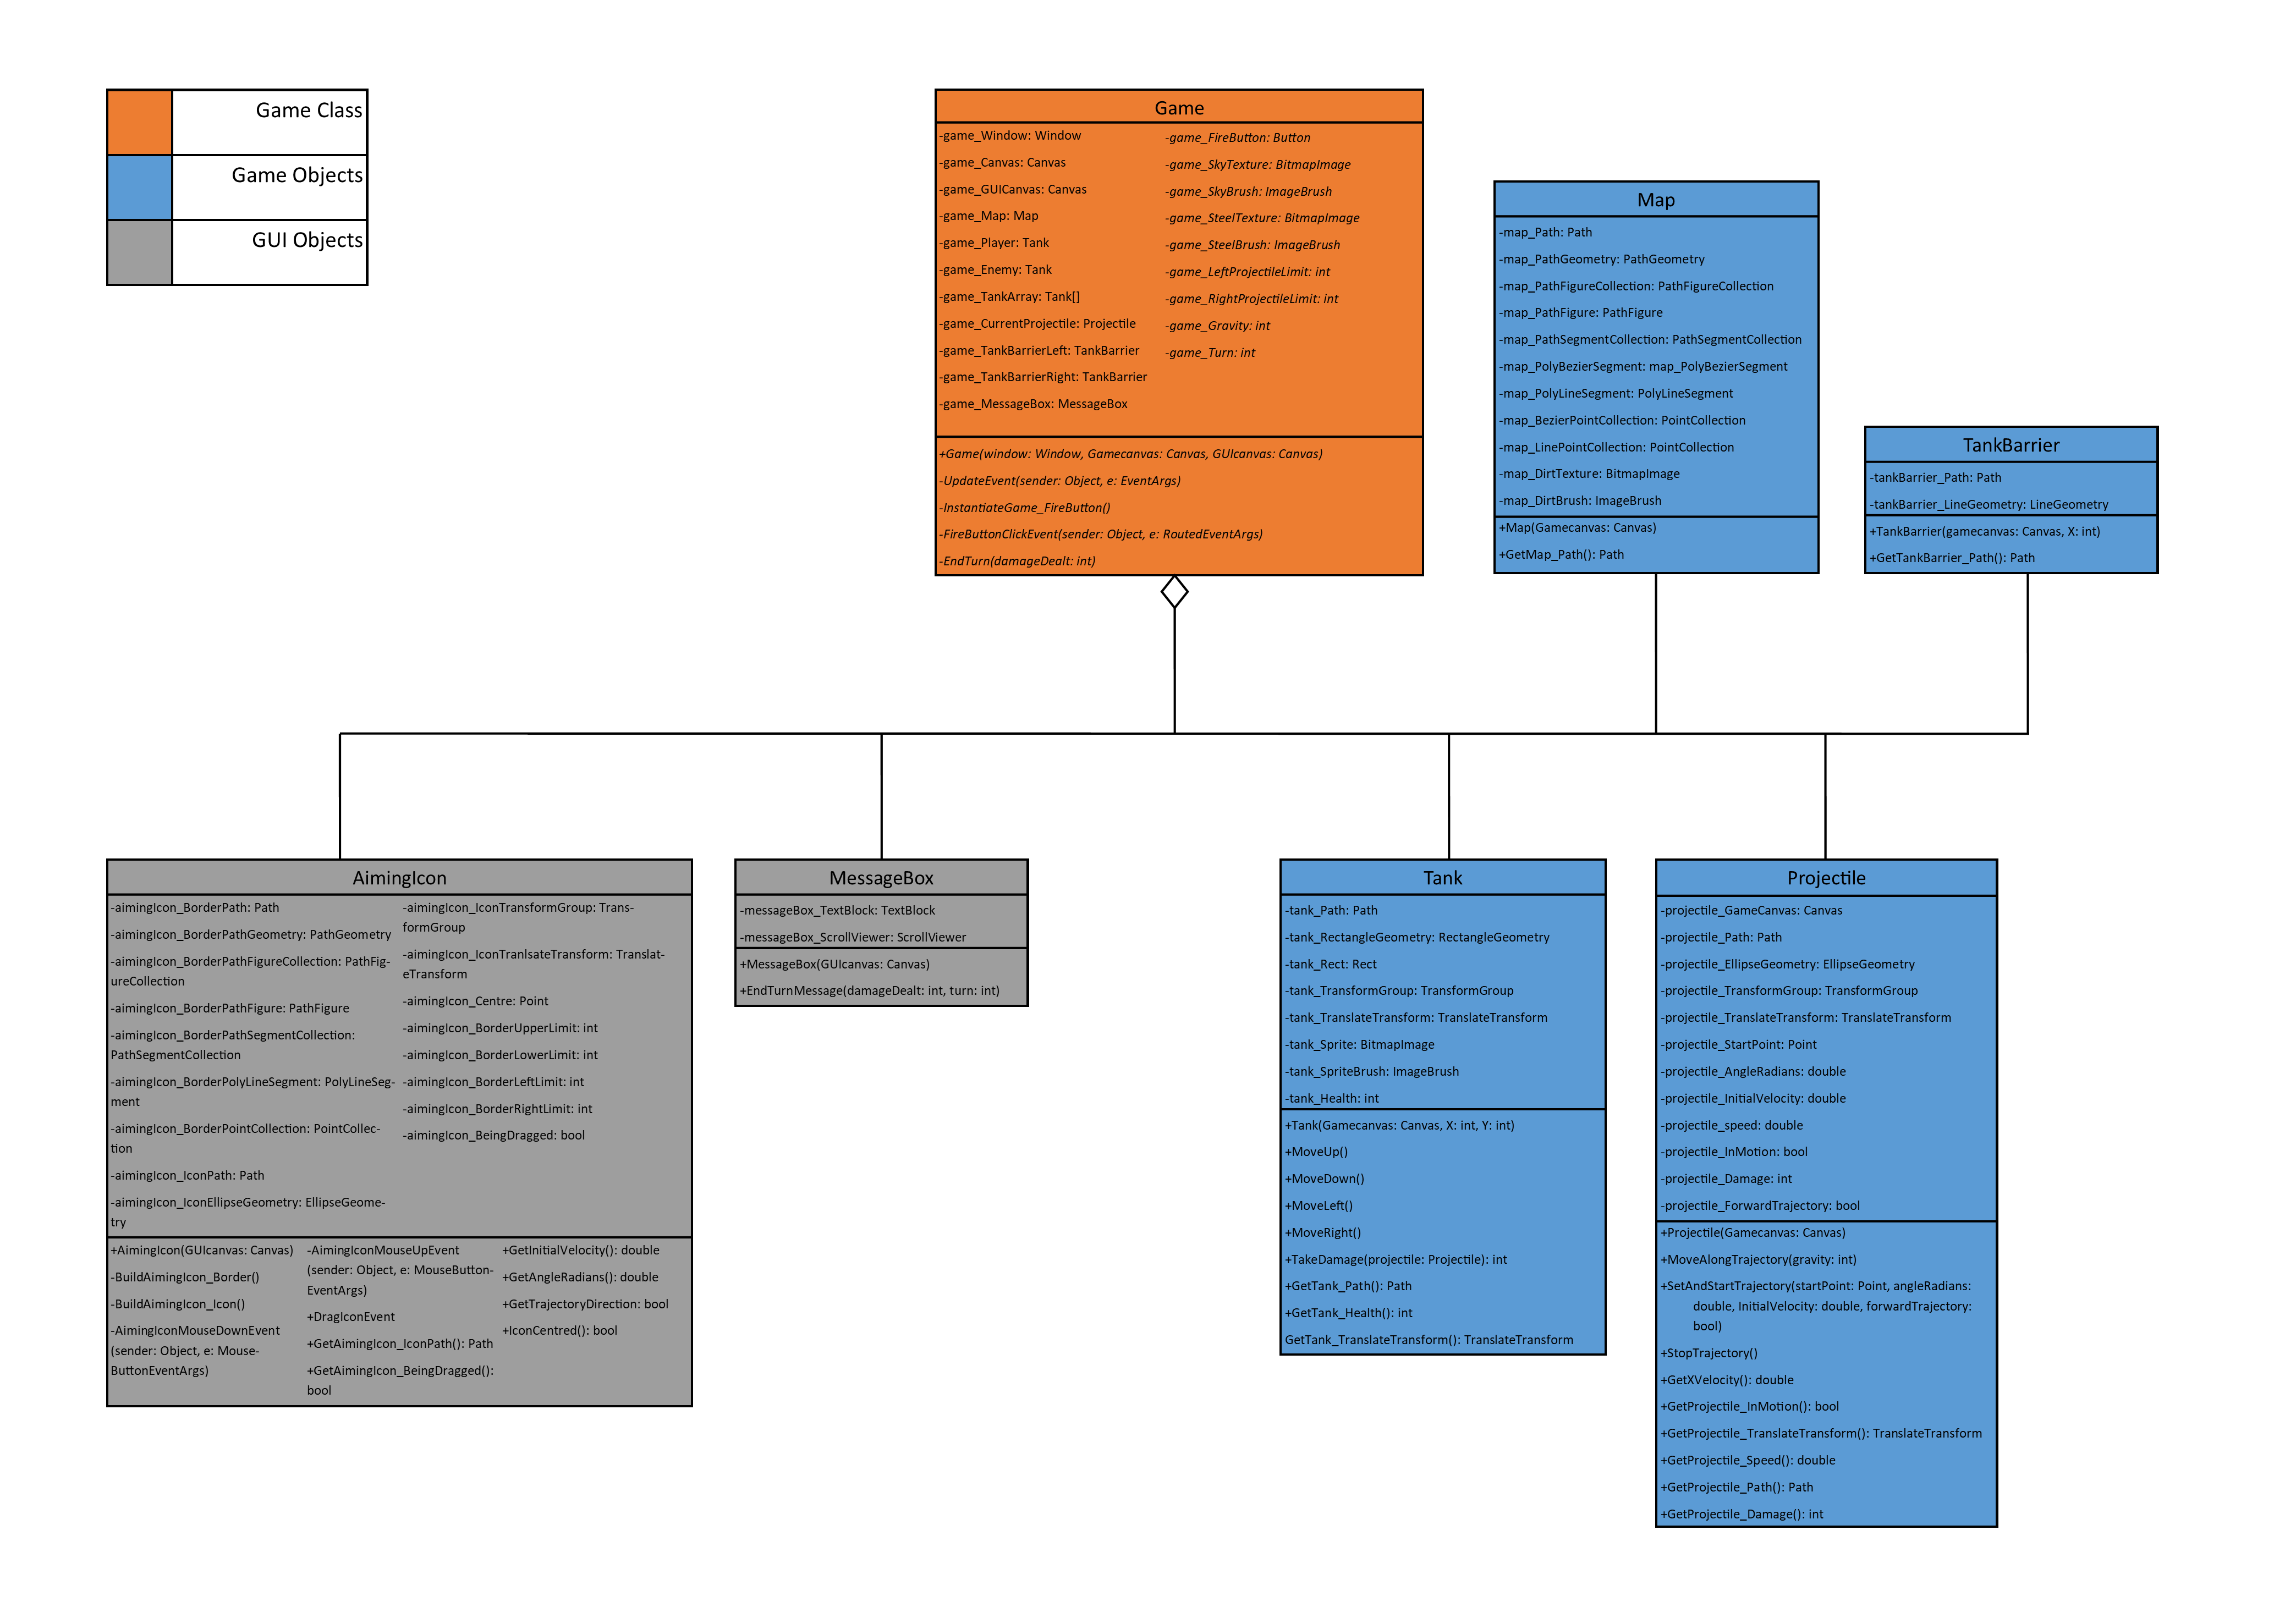 Game Class
Game Objects
GUI Objects
Game
-game_Window: Window
-game_Canvas: Canvas
-game_GUICanvas: Canvas
-game_Map: Map
-game_Player: Tank
-game_Enemy: Tank
-game_TankArray: Tank[]
-game_CurrentProjectile: Projectile
-game_TankBarrierLeft: TankBarrier
-game_TankBarrierRight: TankBarrier
-game_MessageBox: MessageBox
-game_FireButton: Button
-game_SkyTexture: BitmapImage
-game_SkyBrush: ImageBrush
-game_SteelTexture: BitmapImage
-game_SteelBrush: ImageBrush
-game_LeftProjectileLimit: int
-game_RightProjectileLimit: int
-game_Gravity: int
-game_Turn: int
+Game(window: Window, Gamecanvas: Canvas, GUIcanvas: Canvas)
-UpdateEvent(sender: Object, e: EventArgs)
-InstantiateGame_FireButton()
-FireButtonClickEvent(sender: Object, e: RoutedEventArgs)
-EndTurn(damageDealt: int)
Map
-map_Path: Path
-map_PathGeometry: PathGeometry
-map_PathFigureCollection: PathFigureCollection
-map_PathFigure: PathFigure
-map_PathSegmentCollection: PathSegmentCollection
-map_PolyBezierSegment: map_PolyBezierSegment
-map_PolyLineSegment: PolyLineSegment
-map_BezierPointCollection: PointCollection
-map_LinePointCollection: PointCollection
-map_DirtTexture: BitmapImage
-map_DirtBrush: ImageBrush
+Map(Gamecanvas: Canvas)
+GetMap_Path(): Path
TankBarrier
-tankBarrier_Path: Path
-tankBarrier_LineGeometry: LineGeometry
+TankBarrier(gamecanvas: Canvas, X: int)
+GetTankBarrier_Path(): Path
AimingIcon
-aimingIcon_BorderPath: Path
-aimingIcon_BorderPathGeometry: PathGeometry
-aimingIcon_BorderPathFigureCollection: PathFig-
ureCollection
-aimingIcon_BorderPathFigure: PathFigure
-aimingIcon_BorderPathSegmentCollection:
PathSegmentCollection
-aimingIcon_BorderPolyLineSegment: PolyLineSeg-
ment
-aimingIcon_BorderPointCollection: PointCollec-
tion
-aimingIcon_IconPath: Path
-aimingIcon_IconEllipseGeometry: EllipseGeome-
try
-aimingIcon_IconTransformGroup: Trans-
formGroup
-aimingIcon_IconTranlsateTransform: Translat-
eTransform
-aimingIcon_Centre: Point
-aimingIcon_BorderUpperLimit: int
-aimingIcon_BorderLowerLimit: int
-aimingIcon_BorderLeftLimit: int
-aimingIcon_BorderRightLimit: int
-aimingIcon_BeingDragged: bool
+AimingIcon(GUIcanvas: Canvas)
-BuildAimingIcon_Border()
-BuildAimingIcon_Icon()
-AimingIconMouseDownEvent
(sender: Object, e: Mouse-
ButtonEventArgs)
-AimingIconMouseUpEvent
(sender: Object, e: MouseButton-
EventArgs)
+DragIconEvent
+GetAimingIcon_IconPath(): Path
+GetAimingIcon_BeingDragged():
bool
+GetInitialVelocity(): double
+GetAngleRadians(): double
+GetTrajectoryDirection: bool
+IconCentred(): bool
MessageBox
-messageBox_TextBlock: TextBlock
-messageBox_ScrollViewer: ScrollViewer
+MessageBox(GUIcanvas: Canvas)
+EndTurnMessage(damageDealt: int, turn: int)
Tank
-tank_Path: Path
-tank_RectangleGeometry: RectangleGeometry
-tank_Rect: Rect
-tank_TransformGroup: TransformGroup
-tank_TranslateTransform: TranslateTransform
-tank_Sprite: BitmapImage
-tank_SpriteBrush: ImageBrush
-tank_Health: int
+Tank(Gamecanvas: Canvas, X: int, Y: int)
+MoveUp()
+MoveDown()
+MoveLeft()
+MoveRight()
+TakeDamage(projectile: Projectile): int
+GetTank_Path(): Path
+GetTank_Health(): int
GetTank_TranslateTransform(): TranslateTransform
Projectile
-projectile_GameCanvas: Canvas
-projectile_Path: Path
-projectile_EllipseGeometry: EllipseGeometry
-projectile_TransformGroup: TransformGroup
-projectile_TranslateTransform: TranslateTransform
-projectile_StartPoint: Point
-projectile_AngleRadians: double
-projectile_InitialVelocity: double
-projectile_speed: double
-projectile_InMotion: bool
-projectile_Damage: int
-projectile_ForwardTrajectory: bool
+Projectile(Gamecanvas: Canvas)
+MoveAlongTrajectory(gravity: int)
+SetAndStartTrajectory(startPoint: Point, angleRadians:
double, InitialVelocity: double, forwardTrajectory:
bool)
+StopTrajectory()
+GetXVelocity(): double
+GetProjectile_InMotion(): bool
+GetProjectile_TranslateTransform(): TranslateTransform
+GetProjectile_Speed(): double
+GetProjectile_Path(): Path
+GetProjectile_Damage(): int